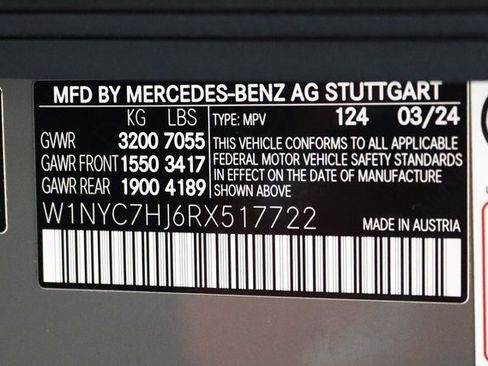 MFD BY MERCEDES-BENZ AG STUTTGART
KG LBS TYPE: MPV 124 03/24
GVWR 3200 7055 THIS VEHICLE CONFORMS TO ALL APPLICABLE
GAWR FRONT 1550 3417 FEDERAL MOTOR VEHICLE SAFETY STANDARDS
GAWR REAR 1900 4189 IN EFFECT ON THE DATE OF MANUFACTURE
SHOWN ABOVE
W1NYC7HJ6RX517722 MADE IN AUSTRIA